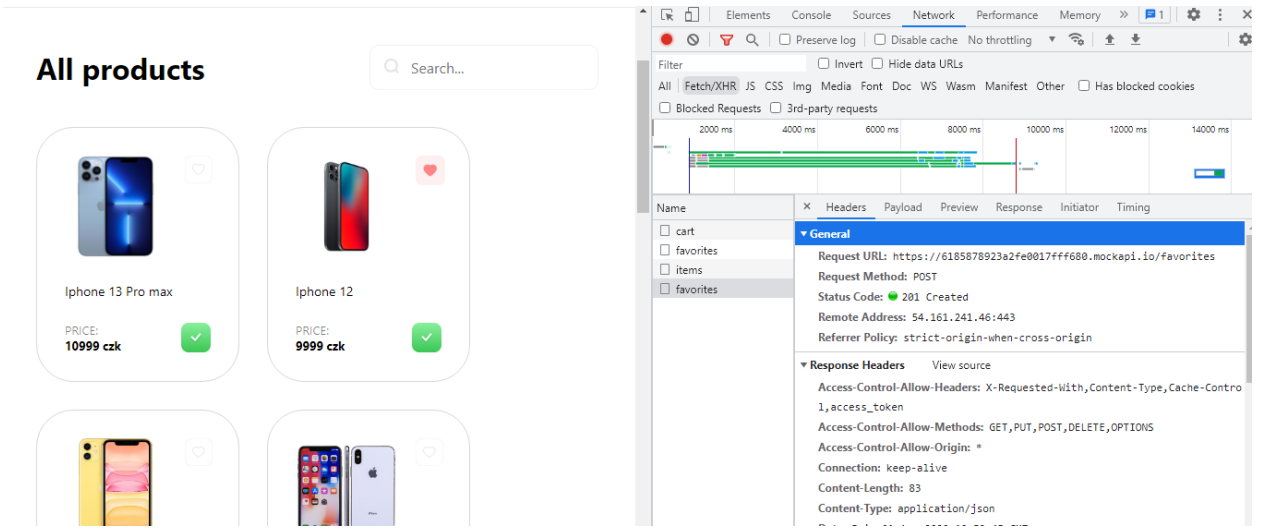 All products
Search...
Iphone 13 Pro max
PRICE:
10999 czk
Iphone 12
PRICE:
9999 czk
Elements Console Sources Network Performance Memory » 1
Preserve log Disable cache No throttling
Filter Invert Hide data URLs
All Fetch/XHR JS CSS Img Media Font Doc WS Wasm Manifest Other Has blocked cookies
Blocked Requests 3rd-party requests
2000 ms 4000 ms 6000 ms 8000 ms 10000 ms 12000 ms 14000 ms
Name
cart
favorites
items
favorites
× Headers Payload Preview Response Initiator Timing
General
Request URL: https://6185878923a2fe0017fff680.mockapi.io/favorites
Request Method: POST
Status Code: 201 Created
Remote Address: 54.161.241.46:443
Referrer Policy: strict-origin-when-cross-origin
Response Headers View source
Access-Control-Allow-Headers: X-Requested-With,Content-Type,Cache-Contro
l,access_token
Access-Control-Allow-Methods: GET,PUT,POST,DELETE,OPTIONS
Access-Control-Allow-Origin: *
Connection: keep-alive
Content-Length: 83
Content-Type: application/json